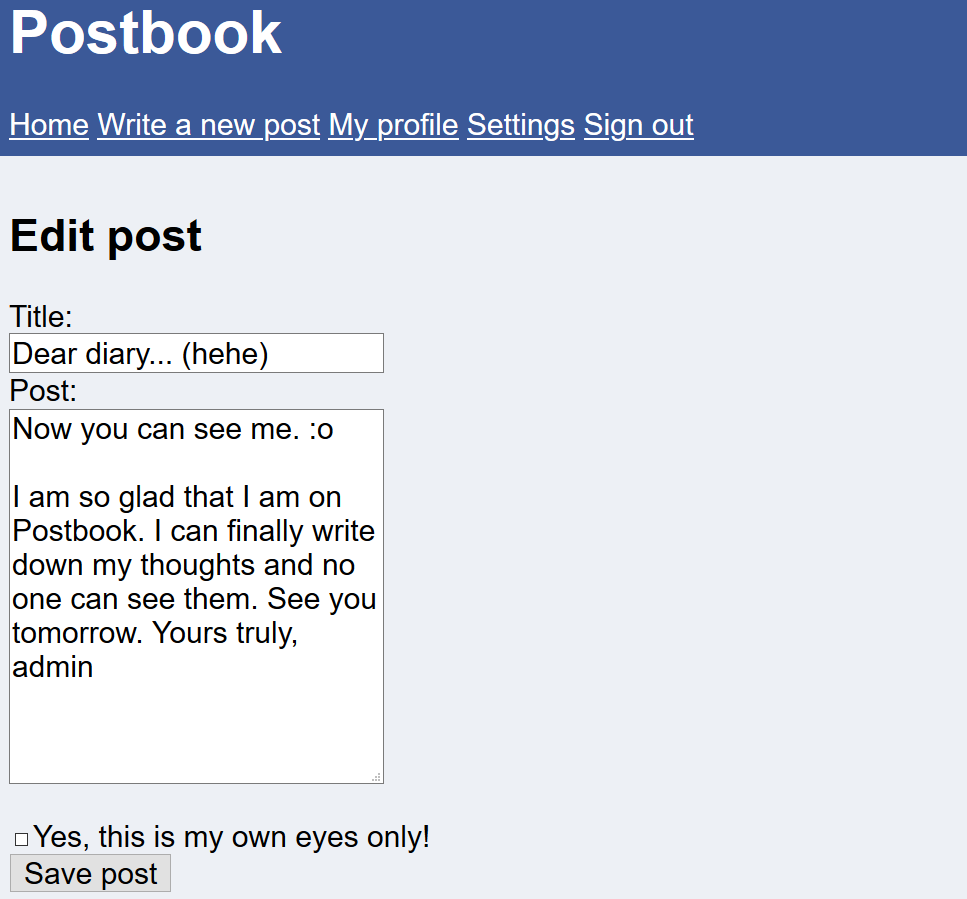 Postbook
Home Write a new post My profile Settings Sign out
Edit post
Title:
Dear diary... (hehe)
Post:
Now you can see me. :o
I am so glad that I am on
Postbook. I can finally write
down my thoughts and no
one can see them. See you
tomorrow. Yours truly,
admin
Yes, this is my own eyes only!
Save post